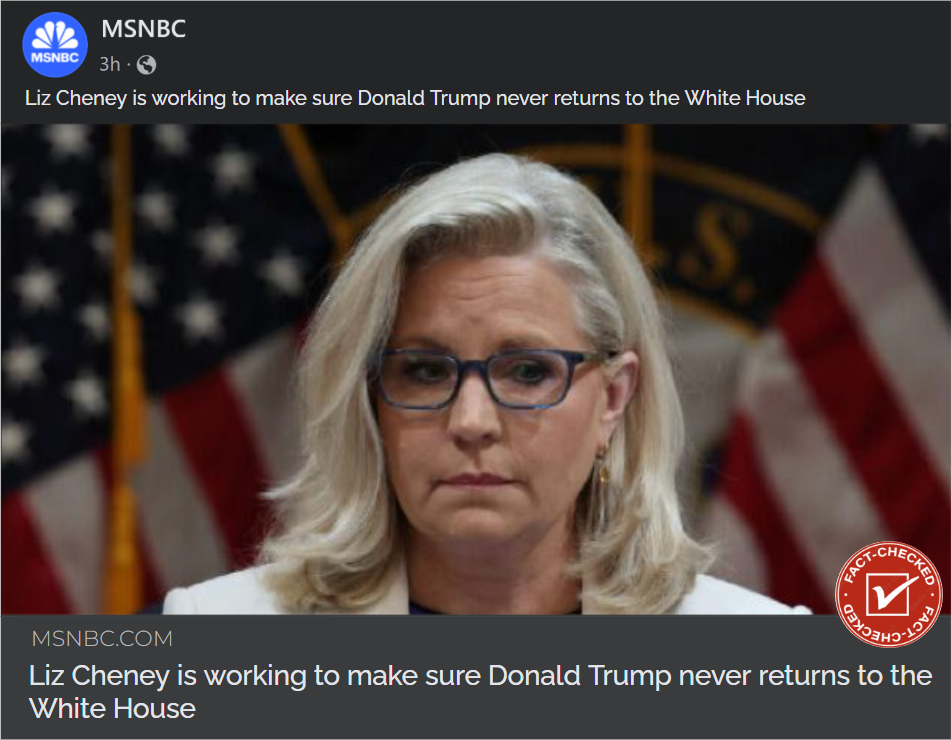 MSNBC
MSNBC
3h ·
Liz Cheney is working to make sure Donald Trump never returns to the White House
S.
FACT-CHECKED
FACT-CHECKED
MSNBC.COM
Liz Cheney is working to make sure Donald Trump never returns to the
White House